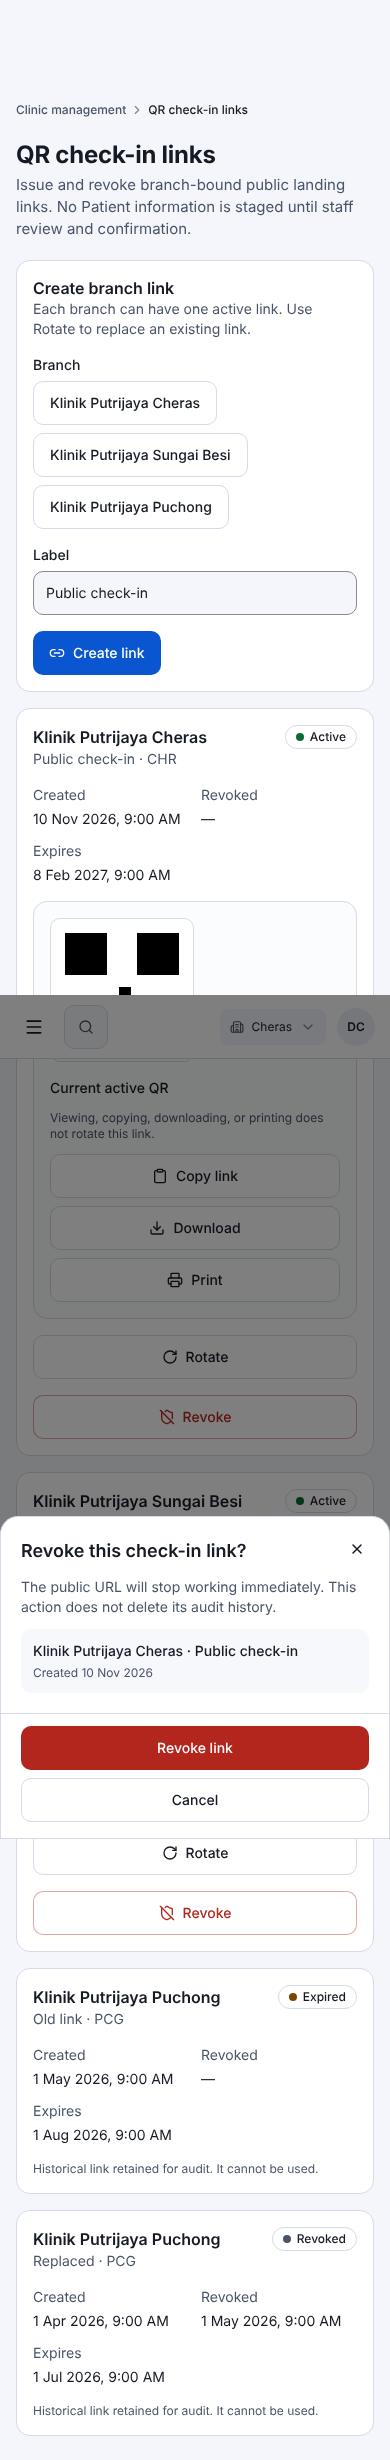 Clinic management > QR check-in links
QR check-in links
Issue and revoke branch-bound public landing
links. No Patient information is staged until staff
review and confirmation.
Create branch link
Each branch can have one active link. Use
Rotate to replace an existing link.
Branch
Klinik Putrijaya Cheras
Klinik Putrijaya Sungai Besi
Klinik Putrijaya Puchong
Label
Public check-in
Create link
Klinik Putrijaya Cheras Active
Public check-in · CHR
Created Revoked
10 Nov 2026, 9:00 AM —
Expires
8 Feb 2027, 9:00 AM
Cheras DC
Current active QR
Viewing, copying, downloading, or printing does
not rotate this link.
Copy link
Download
Print
Rotate
Revoke
Klinik Putrijaya Sungai Besi Active
Revoke this check-in link?
The public URL will stop working immediately. This
action does not delete its audit history.
Klinik Putrijaya Cheras · Public check-in
Created 10 Nov 2026
Revoke link
Cancel
Rotate
Revoke
Klinik Putrijaya Puchong Expired
Old link · PCG
Created Revoked
1 May 2026, 9:00 AM —
Expires
1 Aug 2026, 9:00 AM
Historical link retained for audit. It cannot be used.
Klinik Putrijaya Puchong Revoked
Replaced · PCG
Created Revoked
1 Apr 2026, 9:00 AM 1 May 2026, 9:00 AM
Expires
1 Jul 2026, 9:00 AM
Historical link retained for audit. It cannot be used.